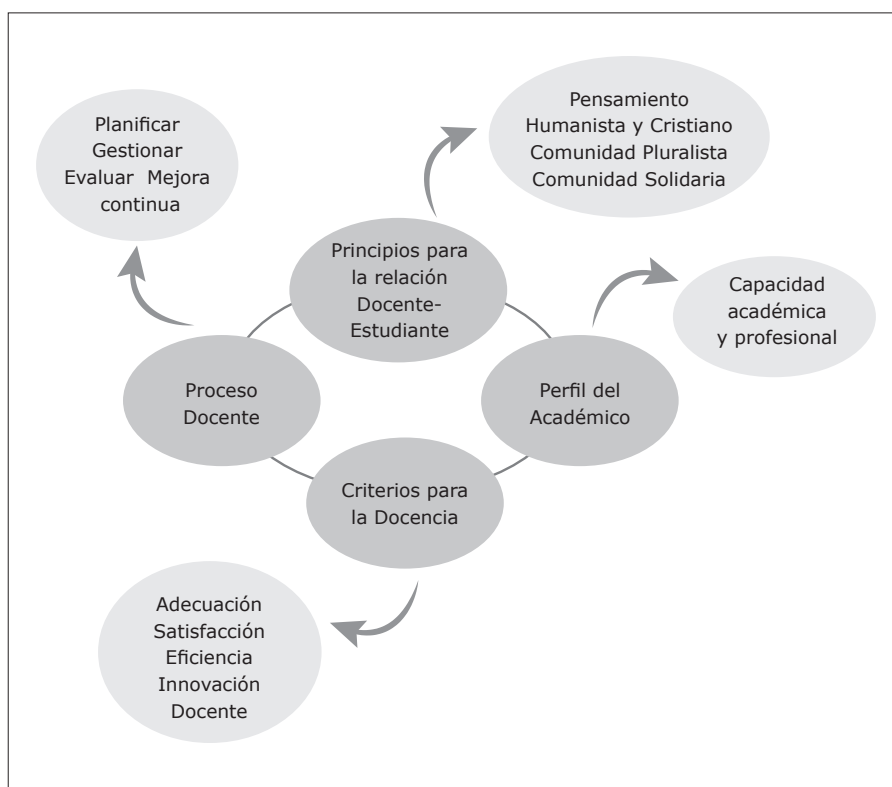 Planificar
Gestionar
Evaluar Mejora
continua
Pensamiento
Humanista y Cristiano
Comunidad Pluralista
Comunidad Solidaria
Principios para
la relación
Docente-
Estudiante
Capacidad
académica
y profesional
Proceso
Docente
Perfil del
Académico
Criterios para
la Docencia
Adecuación
Satisfacción
Eficiencia
Innovación
Docente